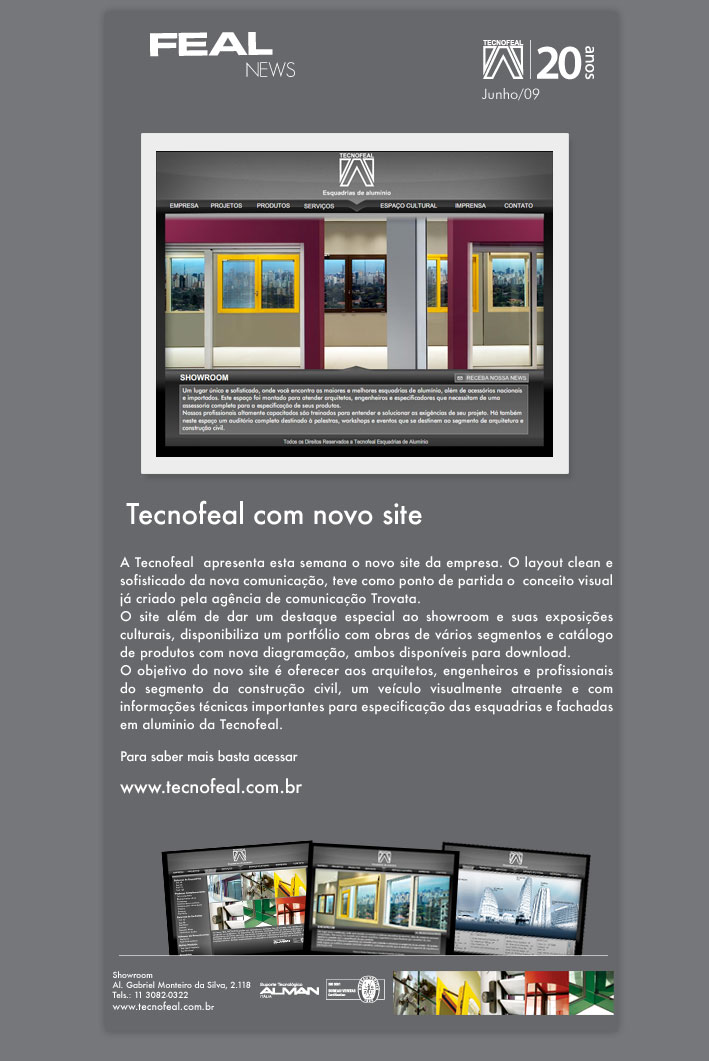 FEAL
NEWS
TECNOFEAL
20 anos
Junho/09
TECNOFEAL
Esquadrias de alumínio
EMPRESA PROJETOS PRODUTOS SERVIÇOS ESPAÇO CULTURAL IMPRENSA CONTATO
SHOWROOM
RECEBA NOSSA NEWS
Um lugar único e sofisticado, onde você encontra as maiores e melhores esquadrias de alumínio, além de acessórios nacionais
e importados. Este espaço foi montado para atender arquitetos, engenheiros e especificadores que necessitam de uma
assessoria completa para a especificação de seus produtos.
Nossos profissionais altamente capacitados são treinados para entender e solucionar as exigências de seu projeto. Há também
neste espaço um auditório completo destinado à palestras, workshops e eventos que se destinem ao segmento de arquitetura e
construção civil.
Todos os Direitos Reservados a Tecnofeal Esquadrias de Alumínio
Tecnofeal com novo site
A Tecnofeal apresenta esta semana o novo site da empresa. O layout clean e
sofisticado da nova comunicação, teve como ponto de partida o conceito visual
já criado pela agência de comunicação Trovata.
O site além de dar um destaque especial ao showroom e suas exposições
culturais, disponibiliza um portfólio com obras de vários segmentos e catálogo
de produtos com nova diagramação, ambos disponíveis para download.
O objetivo do novo site é oferecer aos arquitetos, engenheiros e profissionais
do segmento da construção civil, um veículo visualmente atraente e com
informações técnicas importantes para especificação das esquadrias e fachadas
em aluminio da Tecnofeal.
Para saber mais basta acessar
www.tecnofeal.com.br
Showroom
Al. Gabriel Monteiro da Silva, 2.118
Tels.: 11 3082-0322
www.tecnofeal.com.br
Suporte Tecnológico
ALMAN
ITÁLIA
BUREAU VERITAS